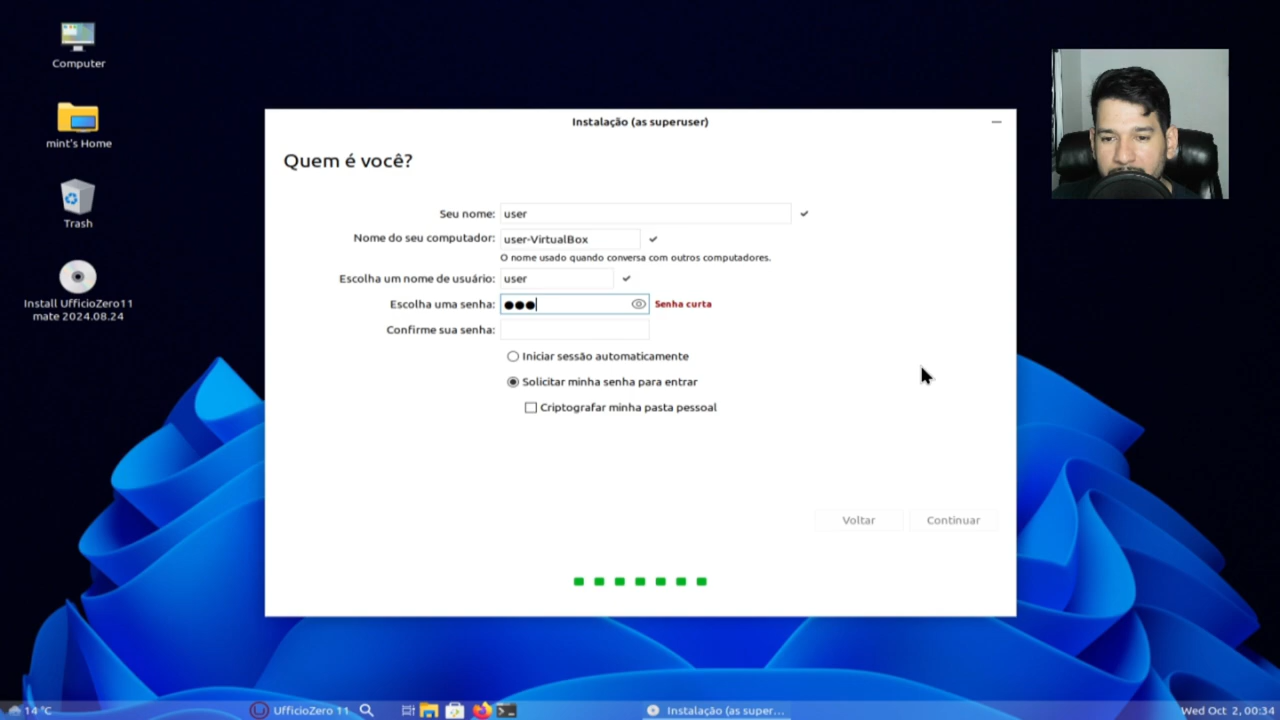 Computer
mint's Home
Trash
Install UfficioZero11
mate 2024.08.24
Instalação (as superuser)
Quem é você?
Seu nome: user
Nome do seu computador: user-VirtualBox
O nome usado quando conversa com outros computadores.
Escolha um nome de usuário: user
Escolha uma senha: ●●● Senha curta
Confirme sua senha:
Iniciar sessão automaticamente
Solicitar minha senha para entrar
Criptografar minha pasta pessoal
Voltar Continuar
14 °C UfficioZero 11 Instalação (as super... Wed Oct 2, 00:34